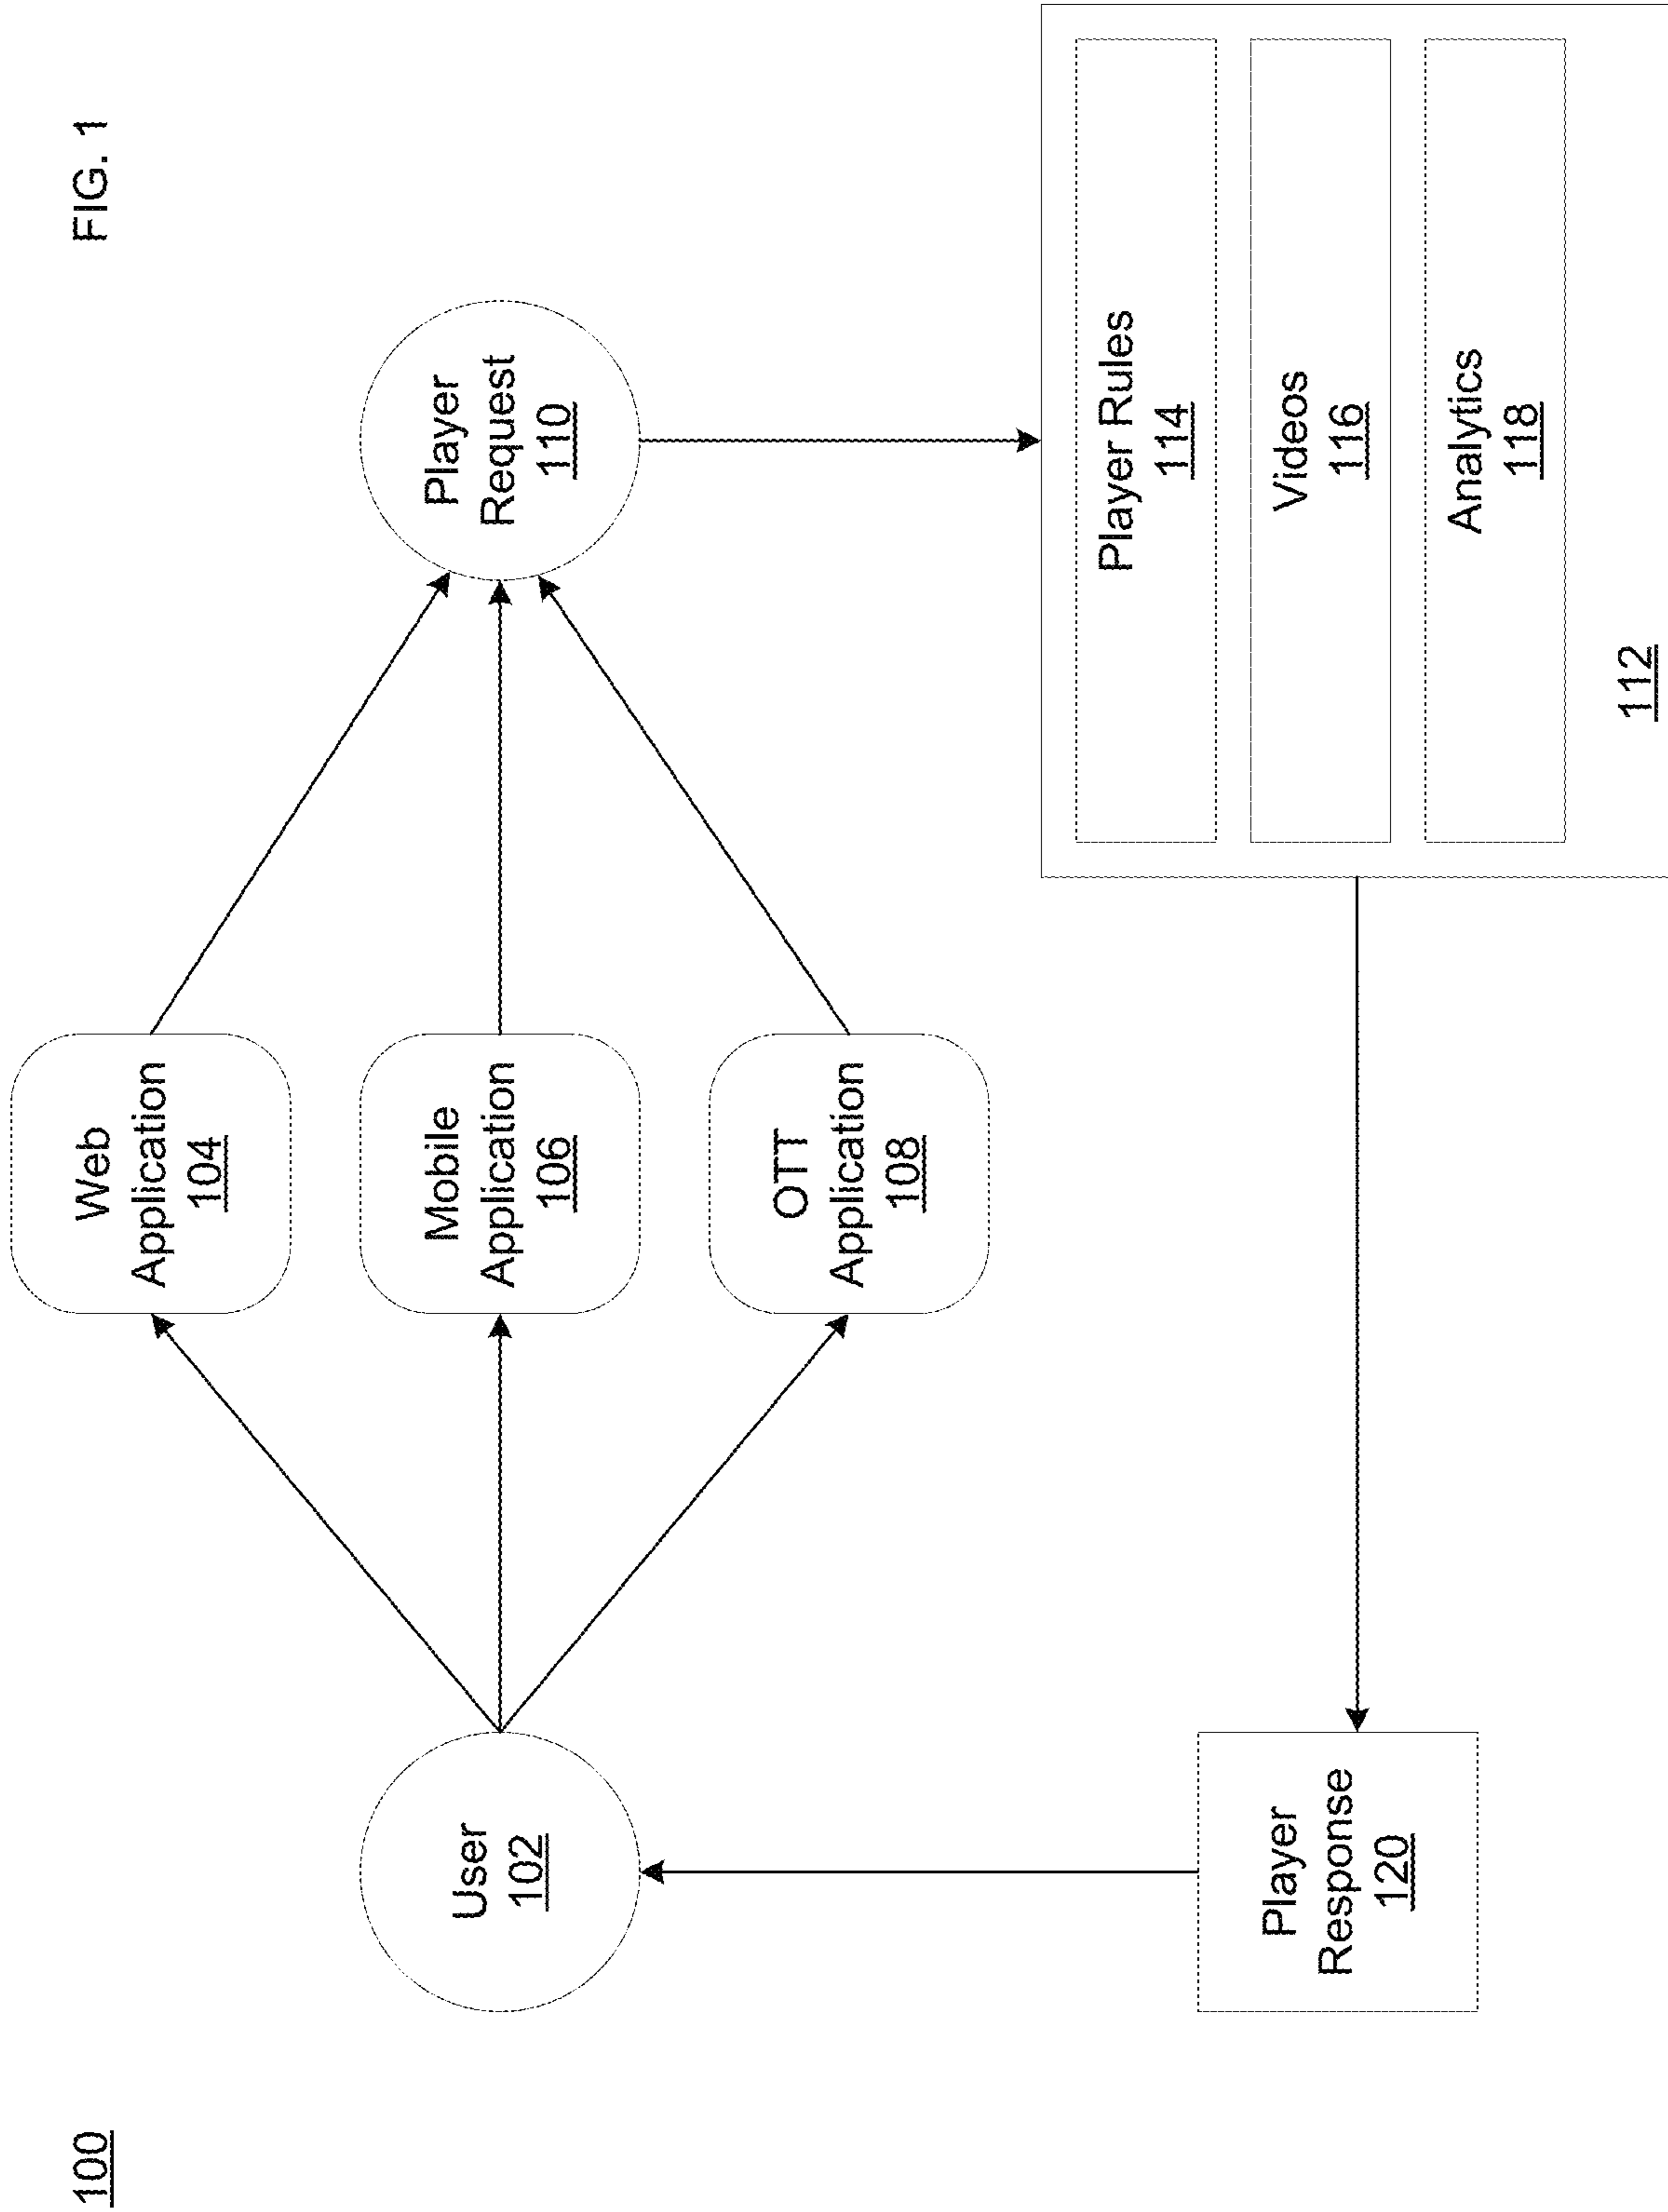 100
FIG. 1
Web
Application
104
User
102
Mobile
Application
106
Player
Request
110
OTT
Application
108
Player
Response
120
Player Rules
114
Videos
116
Analytics
118
112